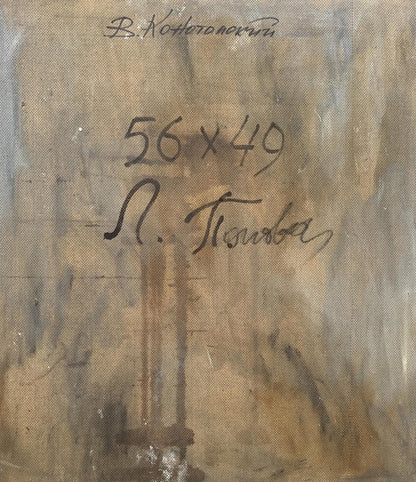 В. Конотопский
56 x 49
Л. Попова